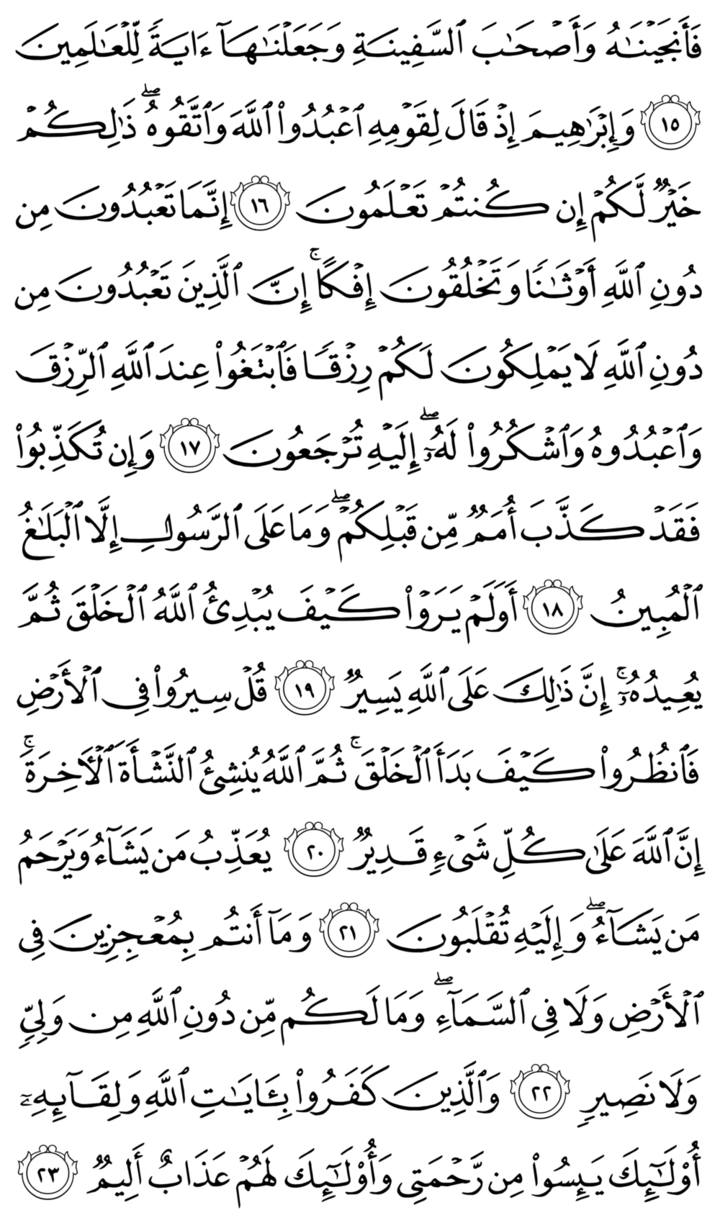 فَأَنجَيْنَٰهُ وَأَصْحَٰبَ ٱلسَّفِينَةِ وَجَعَلْنَٰهَآ ءَايَةً لِّلْعَٰلَمِينَ
١٥ وَإِبْرَٰهِيمَ إِذْ قَالَ لِقَوْمِهِ ٱعْبُدُوا۟ ٱللَّهَ وَٱتَّقُوهُ ۖ ذَٰلِكُمْ
خَيْرٌ لَّكُمْ إِن كُنتُمْ تَعْلَمُونَ ١٦ إِنَّمَا تَعْبُدُونَ مِن
دُونِ ٱللَّهِ أَوْثَٰنًا وَتَخْلُقُونَ إِفْكًا ۚ إِنَّ ٱلَّذِينَ تَعْبُدُونَ مِن
دُونِ ٱللَّهِ لَا يَمْلِكُونَ لَكُمْ رِزْقًا فَٱبْتَغُوا۟ عِندَ ٱللَّهِ ٱلرِّزْقَ
وَٱعْبُدُوهُ وَٱشْكُرُوا۟ لَهُۥٓ ۖ إِلَيْهِ تُرْجَعُونَ ١٧ وَإِن تُكَذِّبُوا۟
فَقَدْ كَذَّبَ أُمَمٌ مِّن قَبْلِكُمْ ۖ وَمَا عَلَى ٱلرَّسُولِ إِلَّا ٱلْبَلَٰغُ
ٱلْمُبِينُ ١٨ أَوَلَمْ يَرَوْا۟ كَيْفَ يُبْدِئُ ٱللَّهُ ٱلْخَلْقَ ثُمَّ
يُعِيدُهُۥٓ ۚ إِنَّ ذَٰلِكَ عَلَى ٱللَّهِ يَسِيرٌ ١٩ قُلْ سِيرُوا۟ فِى ٱلْأَرْضِ
فَٱنظُرُوا۟ كَيْفَ بَدَأَ ٱلْخَلْقَ ۚ ثُمَّ ٱللَّهُ يُنشِئُ ٱلنَّشْأَةَ ٱلْءَاخِرَةَ ۚ
إِنَّ ٱللَّهَ عَلَىٰ كُلِّ شَىْءٍ قَدِيرٌ ٢٠ يُعَذِّبُ مَن يَشَآءُ وَيَرْحَمُ
مَن يَشَآءُ ۖ وَإِلَيْهِ تُقْلَبُونَ ٢١ وَمَآ أَنتُم بِمُعْجِزِينَ فِى
ٱلْأَرْضِ وَلَا فِى ٱلسَّمَآءِ ۖ وَمَا لَكُم مِّن دُونِ ٱللَّهِ مِن وَلِىٍّ
وَلَا نَصِيرٍ ٢٢ وَٱلَّذِينَ كَفَرُوا۟ بِـَٔايَٰتِ ٱللَّهِ وَلِقَآئِهِۦٓ
أُو۟لَٰٓئِكَ يَئِسُوا۟ مِن رَّحْمَتِى وَأُو۟لَٰٓئِكَ لَهُمْ عَذَابٌ أَلِيمٌ ٢٣